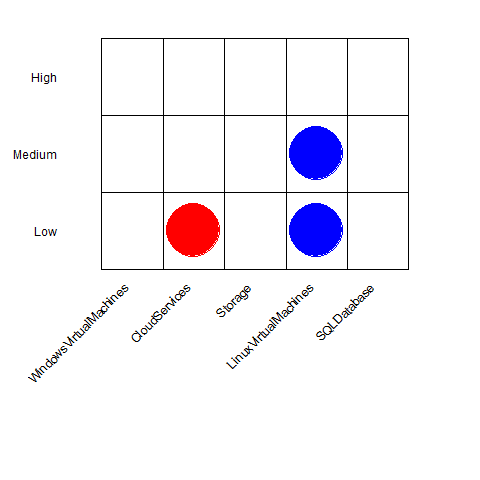 High
Medium
Low
WindowsVirtualMachines
CloudServices
Storage
LinuxVirtualMachines
SQLDatabase